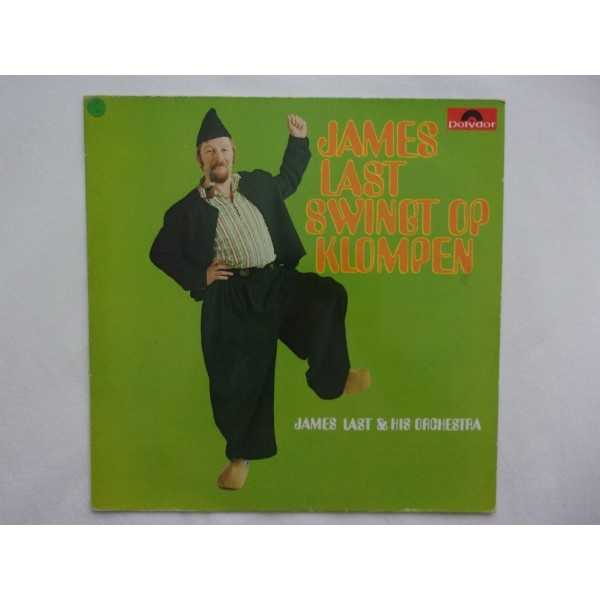 Polydor
JAMES
LAST
SWINGT OP
KLOMPEN
JAMES LAST & HIS ORCHESTRA